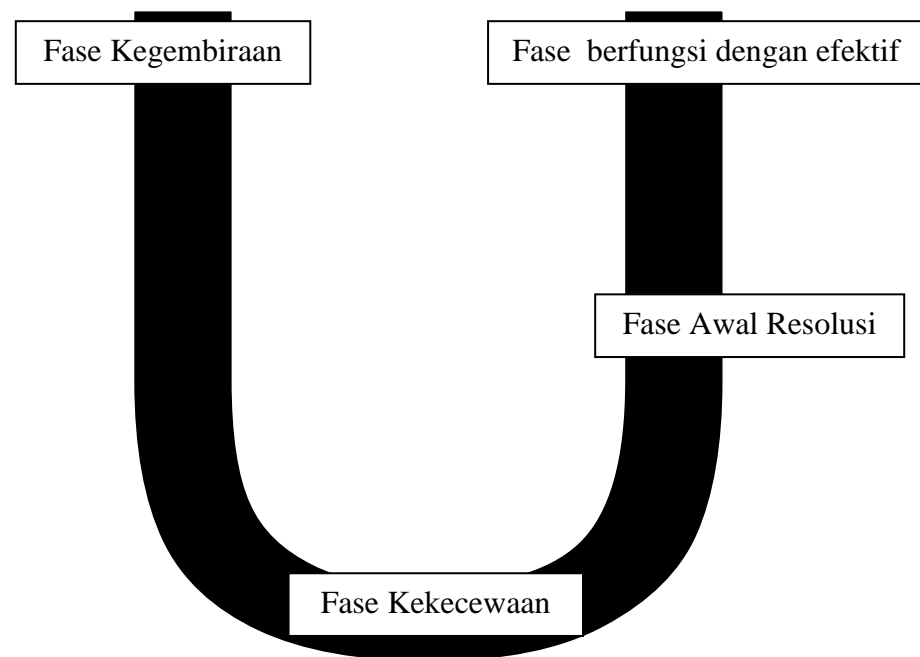 Fase Kegembiraan
Fase berfungsi dengan efektif
Fase Awal Resolusi
Fase Kekecewaan